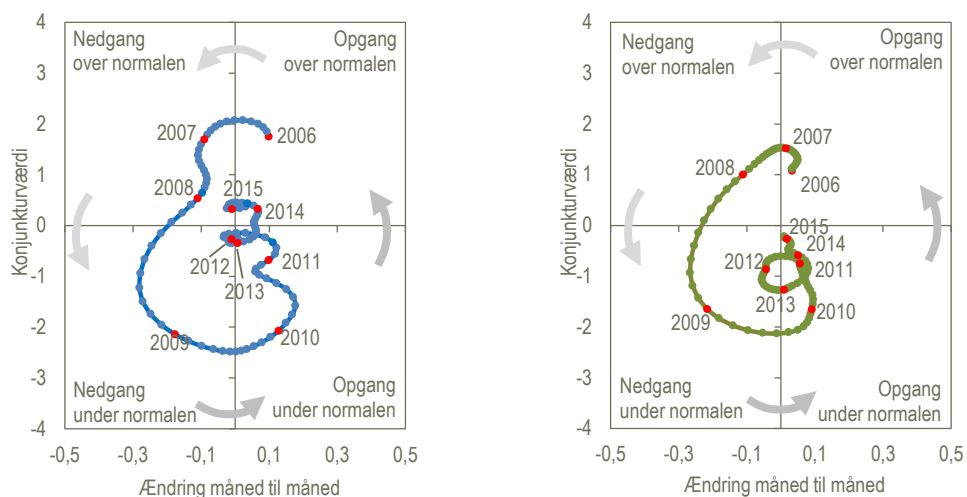 4
3
2
1
0
-1
-2
-3
-4
Konjunkturværdi
Nedgang
over normalen
Opgang
over normalen
2007
2006
2008
2015
2014
2012
2013
2011
2009
2010
Nedgang
under normalen
Opgang
under normalen
-0,5
-0,3
-0,1
0,1
0,3
0,5
Ændring måned til måned
4
3
2
1
0
-1
-2
-3
-4
Konjunkturværdi
Nedgang
over normalen
Opgang
over normalen
2007
2008
2006
2015
2014
2012
2011
2013
2009
2010
Nedgang
under normalen
Opgang
under normalen
-0,5
-0,3
-0,1
0,1
0,3
0,5
Ændring måned til måned